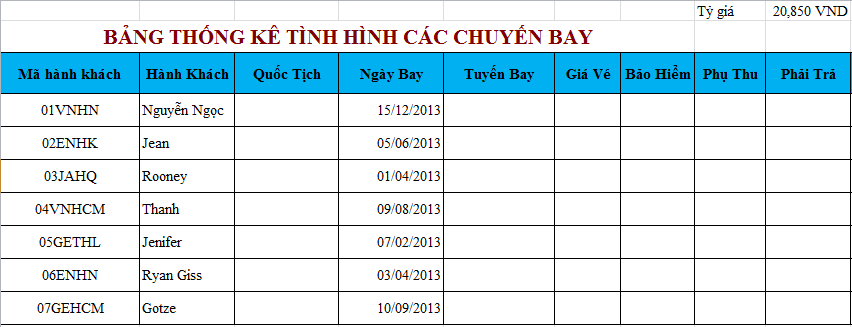 Tỷ giá 20,850 VND
BẢNG THỐNG KÊ TÌNH HÌNH CÁC CHUYẾN BAY
Mã hành khách Hành Khách Quốc Tịch Ngày Bay Tuyến Bay Giá Vé Bảo Hiểm Phụ Thu Phải Trã
01VNHN Nguyễn Ngọc 15/12/2013
02ENHK Jean 05/06/2013
03JAHQ Rooney 01/04/2013
04VNHCM Thanh 09/08/2013
05GETHL Jenifer 07/02/2013
06ENHN Ryan Giss 03/04/2013
07GEHCM Gotze 10/09/2013